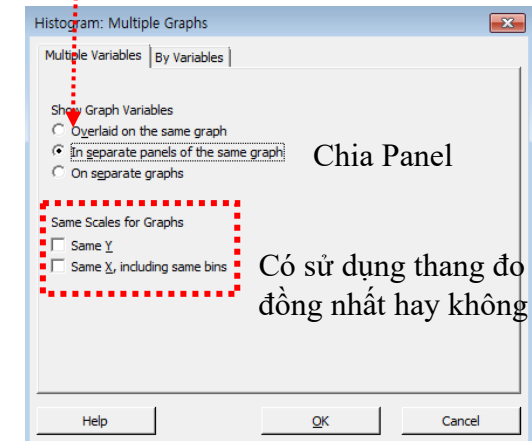 Histogram: Multiple Graphs
Multiple Variables By Variables
Show Graph Variables
Overlaid on the same graph
In separate panels of the same graph
Chia Panel
On separate graphs
Same Scales for Graphs
Same Y
Same X, including same bins
Có sử dụng thang đo
đồng nhất hay không
Help OK Cancel